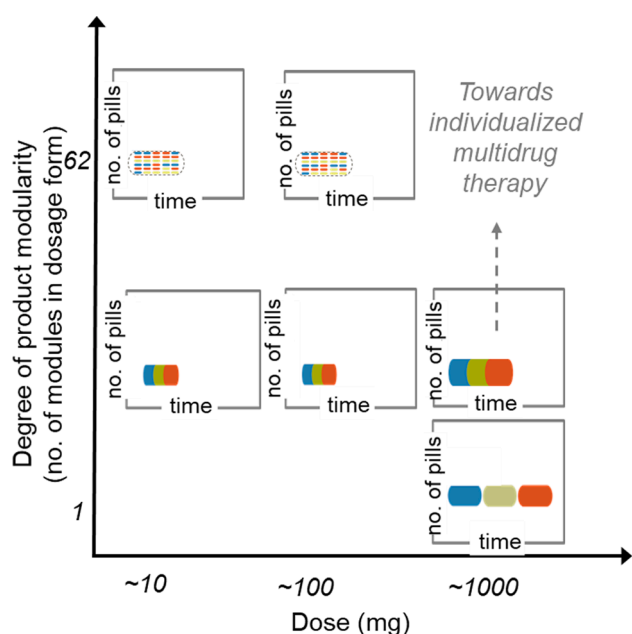 Degree of product modularity
(no. of modules in dosage form)
62
1
no. of pills
time
no. of pills
time
Towards
individualized
multidrug
therapy
no. of pills
time
no. of pills
time
no. of pills
time
no. of pills
time
~10
~100
~1000
Dose (mg)